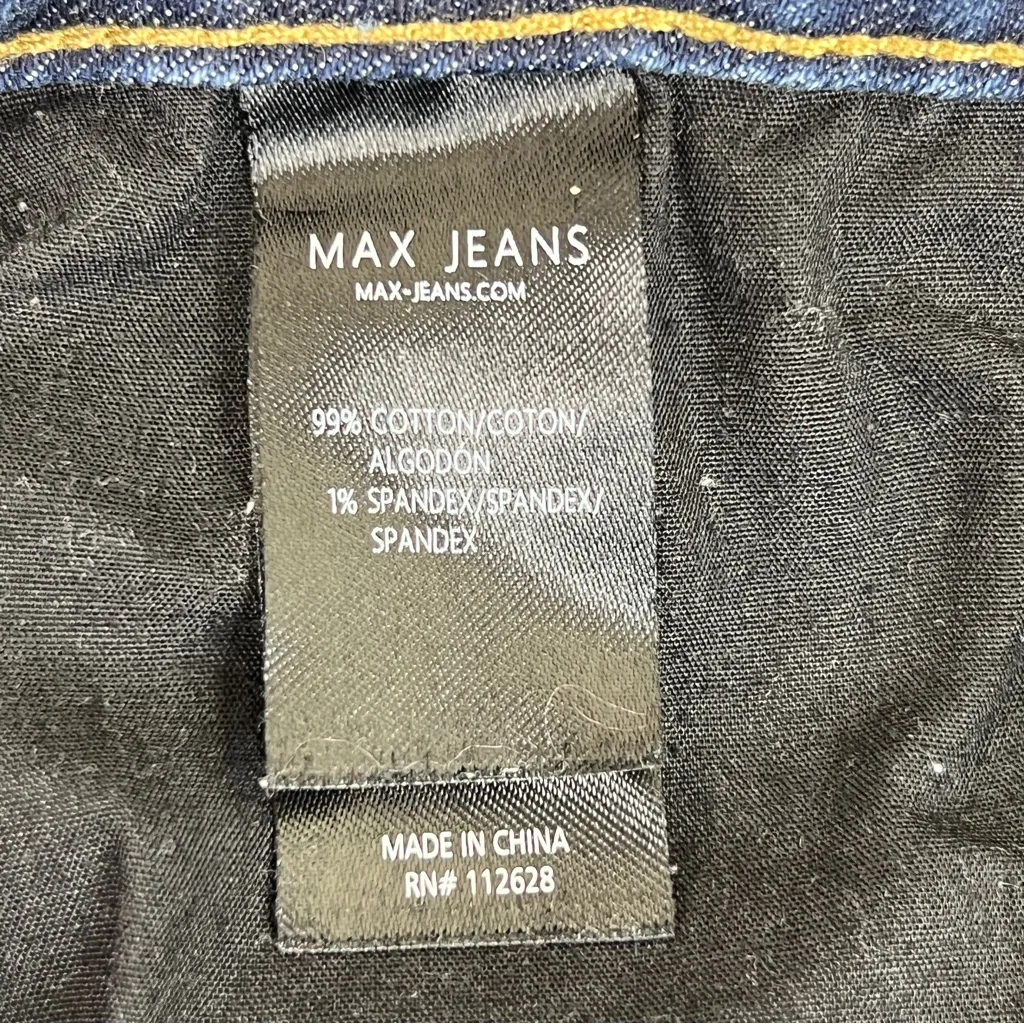 MAX JEANS
MAX-JEANS.COM
99% COTTON/COTON/
ALGODON
1% SPANDEX/SPANDEX/
SPANDEX
MADE IN CHINA
RN# 112628